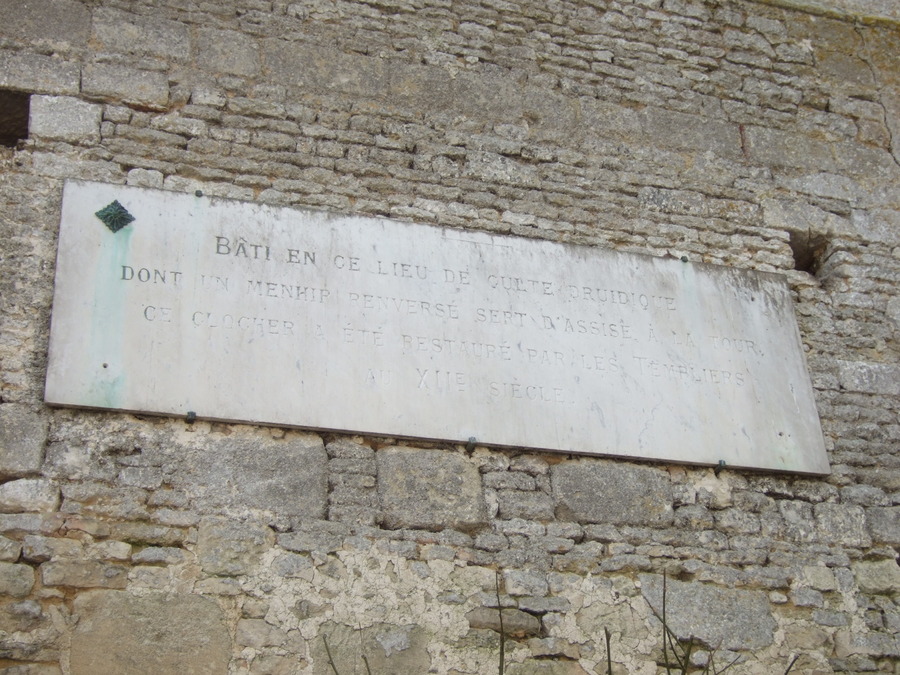 BÂTI EN CE LIEU DE CULTE DRUIDIQUE
DONT UN MENHIR RENVERSÉ SERT D'ASSISE À LA TOUR,
CE CLOCHER A ÉTÉ RESTAURÉ PAR LES TEMPLIERS
AU XIIE SIÈCLE.